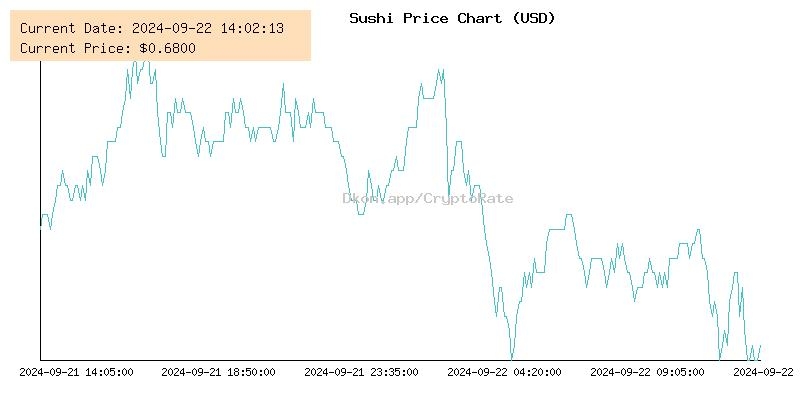 Sushi Price Chart (USD)
Current Date: 2024-09-22 14:02:13
Current Price: $0.6800
Dkon.app/CryptoRate
2024-09-21 14:05:00 2024-09-21 18:50:00 2024-09-21 23:35:00 2024-09-22 04:20:00 2024-09-22 09:05:00 2024-09-22